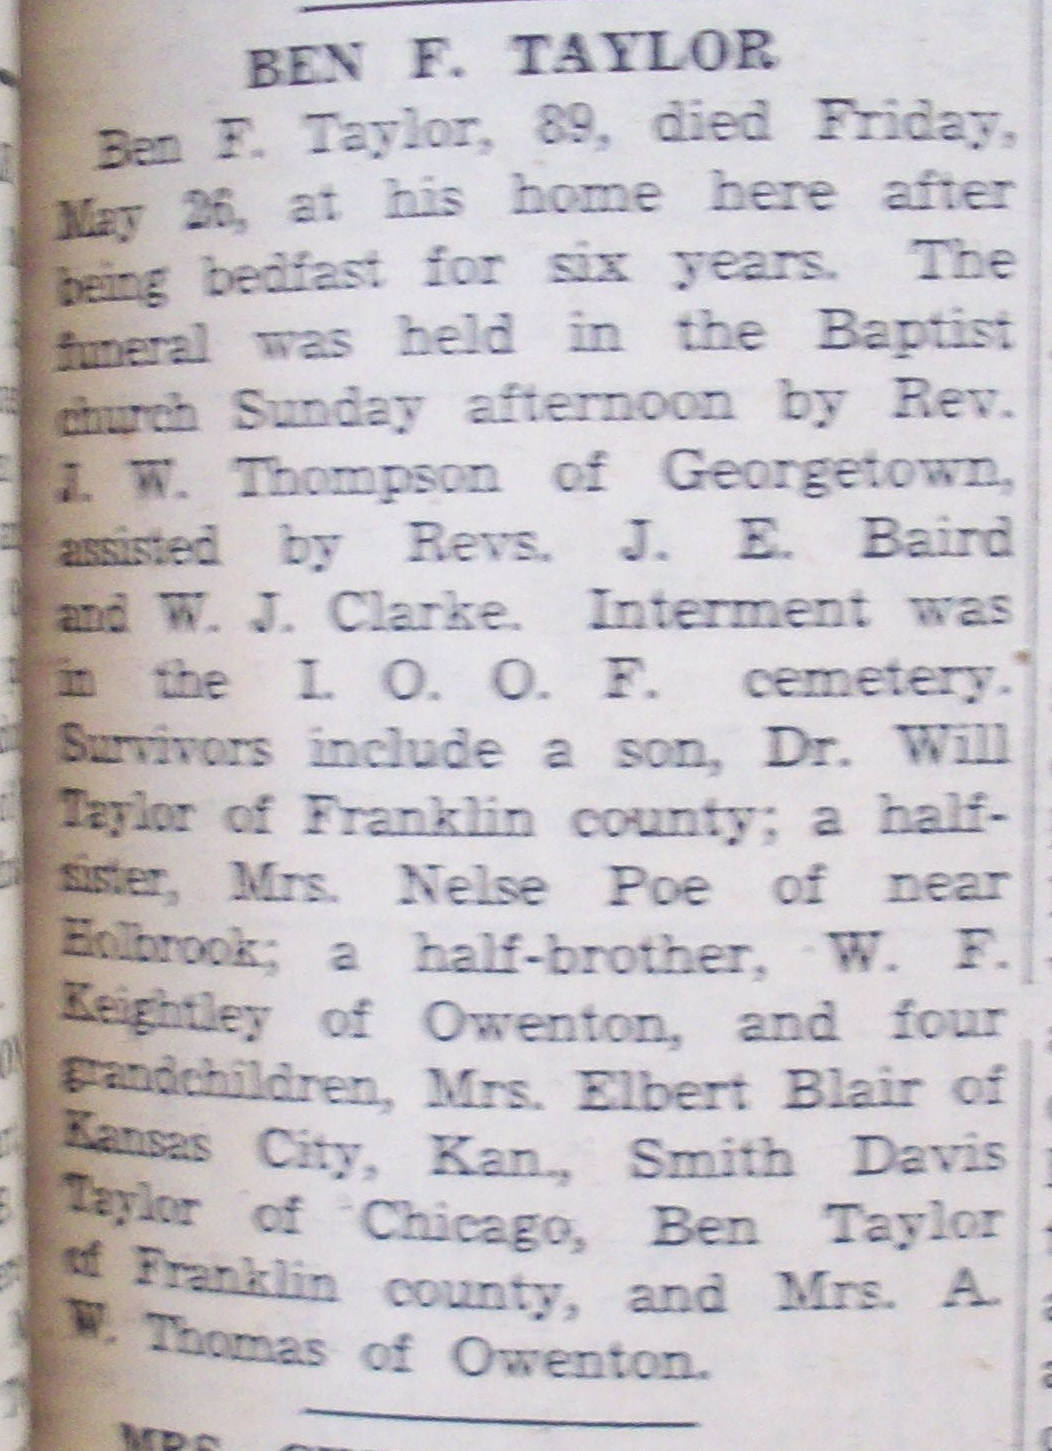 BEN F. TAYLOR
Ben F. Taylor, 89, died Friday,
May 26, at his home here after
being bedfast for six years. The
funeral was held in the Baptist
church Sunday afternoon by Rev.
J. W. Thompson of Georgetown,
assisted by Revs. J. E. Baird
and W. J. Clarke. Interment was
in the I. O. O. F. cemetery.
Survivors include a son, Dr. Will
Taylor of Franklin county; a half-
sister, Mrs. Nelse Poe of near
Holbrook; a half-brother, W. F.
Keightley of Owenton, and four
grandchildren, Mrs. Elbert Blair of
Kansas City, Kan., Smith Davis
Taylor of Chicago, Ben Taylor
of Franklin county, and Mrs. A.
W. Thomas of Owenton.
MRS.